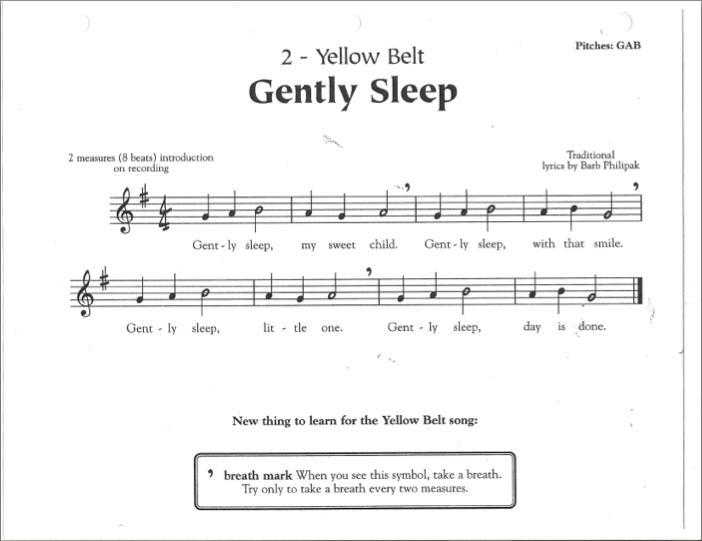 Pitches: GAB
2 - Yellow Belt
Gently Sleep
2 measures (8 beats) introduction
on recording
Traditional
lyrics by Barb Philipak
Gent - ly sleep, my sweet child. Gent - ly sleep, with that smile.
Gent - ly sleep, lit - tle one. Gent - ly sleep, day is done.
New thing to learn for the Yellow Belt song:
, breath mark When you see this symbol, take a breath.
Try only to take a breath every two measures.